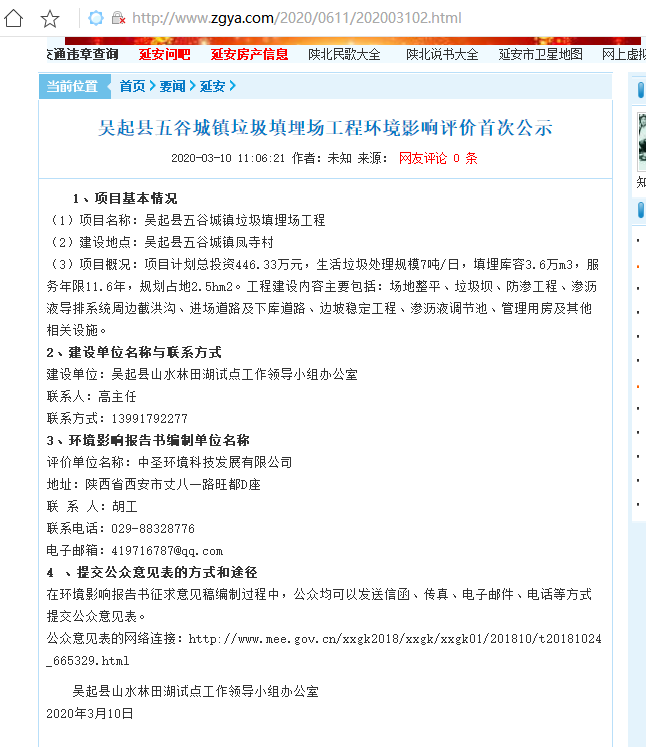 http://www.zgya.com/2020/0611/202003102.html
交通违章查询 延安问吧 延安房产信息 陕北民歌大全 陕北说书大全 延安市卫星地图 网上虚拟
当前位置 首页 要闻 延安
吴起县五谷城镇垃圾填埋场工程环境影响评价首次公示
2020-03-10 11:06:21 作者：未知 来源： 网友评论 0 条
知
1、项目基本情况
（1）项目名称：吴起县五谷城镇垃圾填埋场工程
（2）建设地点：吴起县五谷城镇凤寺村
（3）项目概况：项目计划总投资446.33万元，生活垃圾处理规模7吨/日，填埋库容3.6万m3，服
务年限11.6年，规划占地2.5hm2。工程建设内容主要包括：场地整平、垃圾坝、防渗工程、渗沥
液导排系统周边截洪沟、进场道路及下库道路、边坡稳定工程、渗沥液调节池、管理用房及其他
相关设施。
2、建设单位名称与联系方式
建设单位：吴起县山水林田湖试点工作领导小组办公室
联系人：高主任
联系方式：13991792277
3、环境影响报告书编制单位名称
评价单位名称：中圣环境科技发展有限公司
地址：陕西省西安市丈八一路旺都D座
联 系 人：胡工
联系电话：029-88328776
电子邮箱：419716787@qq.com
4 、提交公众意见表的方式和途径
在环境影响报告书征求意见稿编制过程中，公众均可以发送信函、传真、电子邮件、电话等方式
提交公众意见表。
公众意见表的网络连接：http://www.mee.gov.cn/xxgk2018/xxgk/xxgk01/201810/t20181024
_665329.html
吴起县山水林田湖试点工作领导小组办公室
2020年3月10日